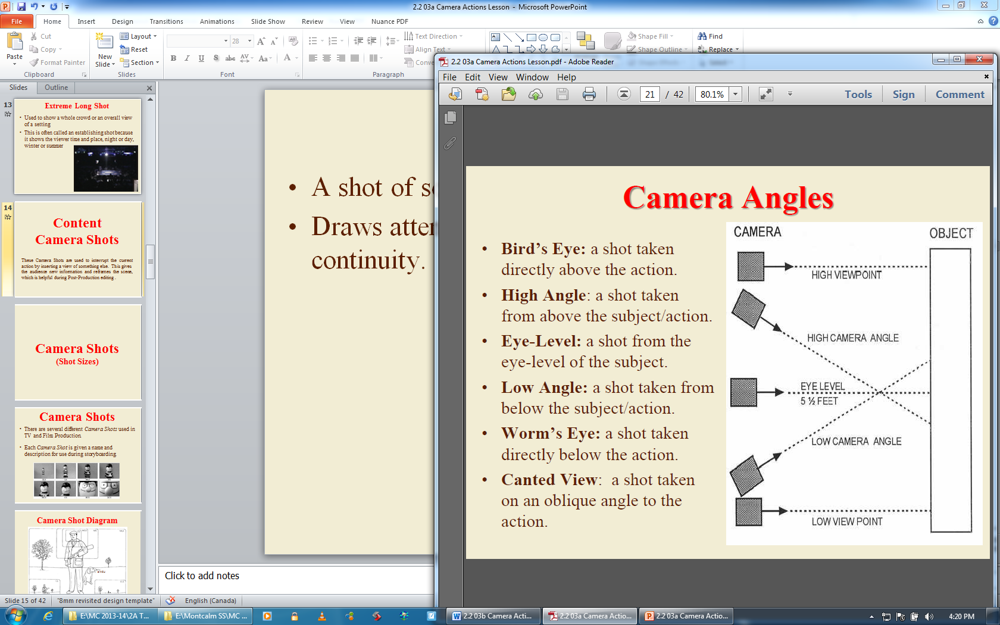 2.2 03a Camera Actions Lesson - Microsoft PowerPoint
File Home Insert Design Transitions Animations Slide Show Review View Nuance PDF
Paste
Cut
Copy
Format Painter
Clipboard
New
Slide
Layout
Reset
Section
Slides
28
Font
Text Direction
Align Text
Paragraph
Shape Fill
Shape Outline
Find
Replace
Slides Outline
13
Extreme Long Shot
• Used to show a whole crowd or an overall view
of a setting
• This is often called an establishing shot because
it shows the viewer time and place, night or day,
winter or summer
14
Content
Camera Shots
These Camera Shots are used to interrupt the current
action by inserting a view of something else. This gives
the audience new information and reframes the scene,
which is helpful during Post-Production editing .
Camera Shots
(Shot Sizes)
Camera Shots
• There are several different Camera Shots used in
TV and Film Production
• Each Camera Shot is given a name and
description for use during storyboarding
Camera Shot Diagram
• A shot of s
• Draws atte
continuity.
Click to add notes
Slide 15 of 42 "8mm revisited design template" English (Canada)
2.2 03a Camera Actions Lesson.pdf - Adobe Reader
File Edit View Window Help
21 / 42 80.1% Tools Sign Comment
Camera Angles
• Bird's Eye: a shot taken
directly above the action.
• High Angle: a shot taken
from above the subject/action.
• Eye-Level: a shot from the
eye-level of the subject.
• Low Angle: a shot taken from
below the subject/action.
• Worm's Eye: a shot taken
directly below the action.
• Canted View: a shot taken
on an oblique angle to the
action.
CAMERA OBJECT
HIGH VIEWPOINT
HIGH CAMERA ANGLE
EYE LEVEL
5 ½ FEET
LOW CAMERA ANGLE
LOW VIEW POINT
E:\MC 2013-14\2A T... E:\Montcalm SS\MC ... 2.2 03b Camera Acti... 2.2 03a Camera Actio... 2.2 03a Camera Actio... 4:20 PM